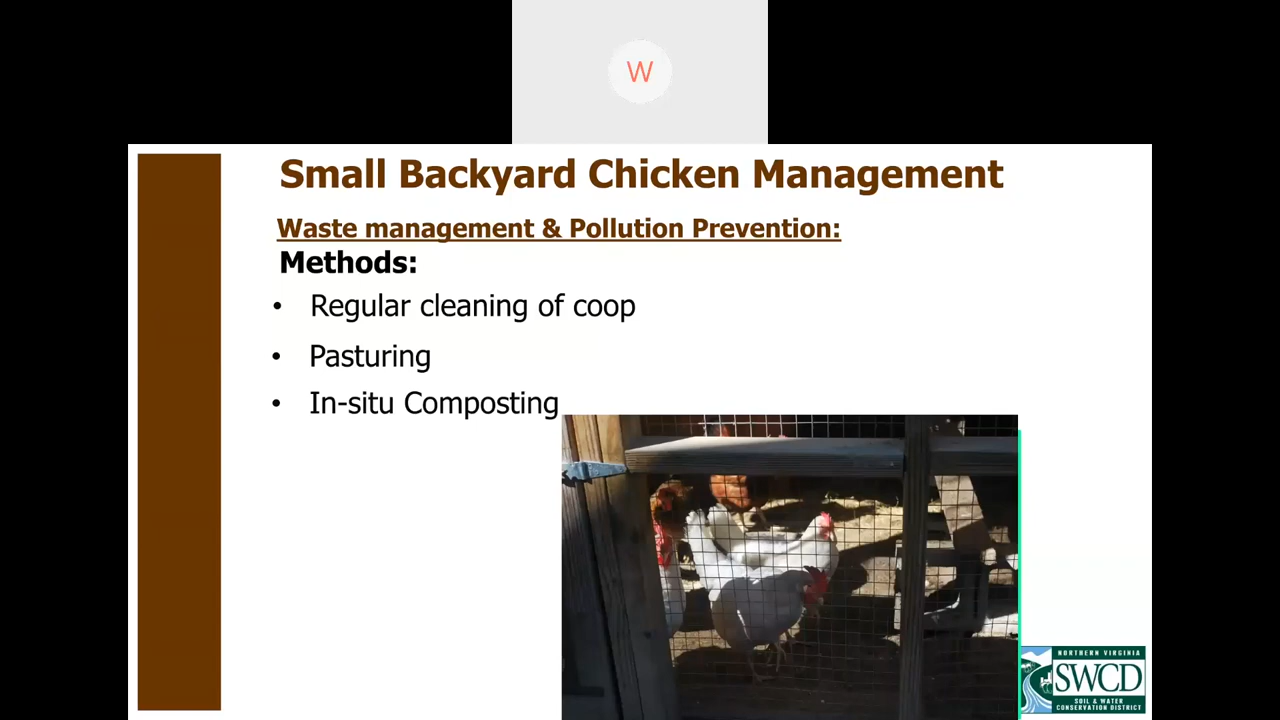 W
Small Backyard Chicken Management
Waste management & Pollution Prevention:
Methods:
• Regular cleaning of coop
• Pasturing
• In-situ Composting
NORTHERN VIRGINIA
SWCD
SOIL & WATER
CONSERVATION DISTRICT